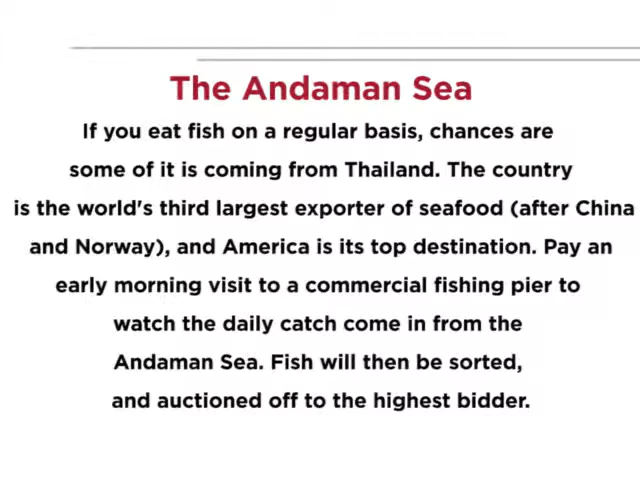 The Andaman Sea
If you eat fish on a regular basis, chances are
some of it is coming from Thailand. The country
is the world's third largest exporter of seafood (after China
and Norway), and America is its top destination. Pay an
early morning visit to a commercial fishing pier to
watch the daily catch come in from the
Andaman Sea. Fish will then be sorted,
and auctioned off to the highest bidder.